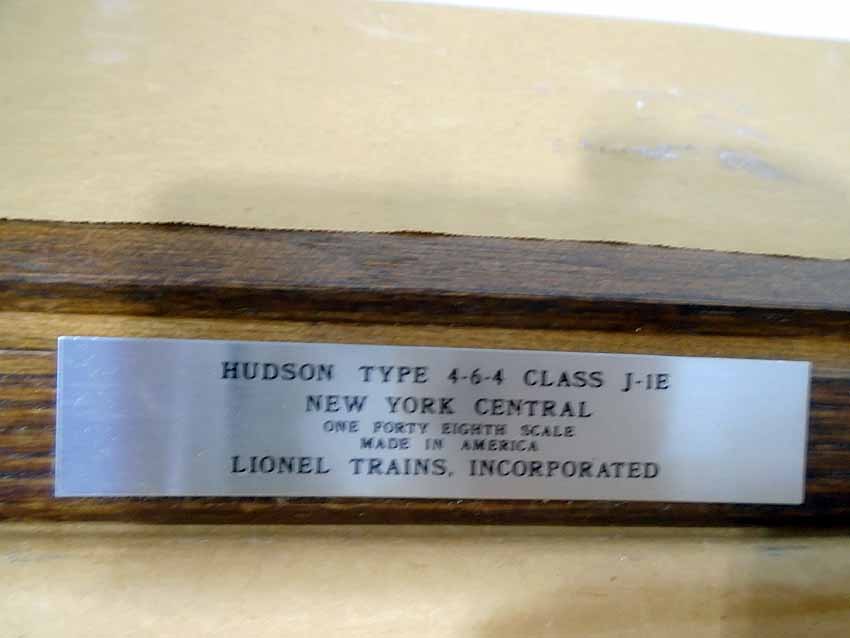 HUDSON TYPE 4-6-4 CLASS J-1E
NEW YORK CENTRAL
ONE FORTY EIGHTH SCALE
MADE IN AMERICA
LIONEL TRAINS, INCORPORATED